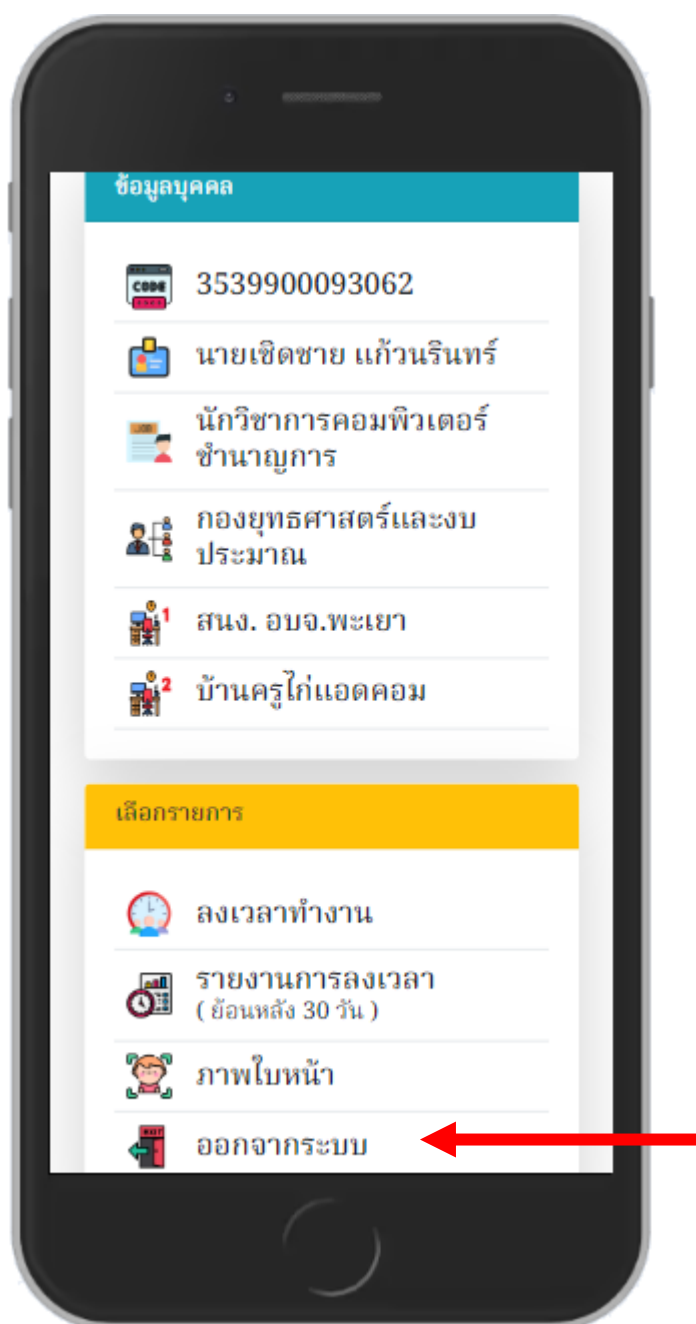 ข้อมูลบุคคล
CODE
3539900093062
นายเชิดชาย แก้วนรินทร์
JOB
นักวิชาการคอมพิวเตอร์
ชำนาญการ
กองยุทธศาสตร์และงบ
ประมาณ
1
สนง. อบจ.พะเยา
2
บ้านครูไก่แอดคอม
เลือกรายการ
ลงเวลาทำงาน
รายงานการลงเวลา
( ย้อนหลัง 30 วัน )
ภาพใบหน้า
EXIT
ออกจากระบบ